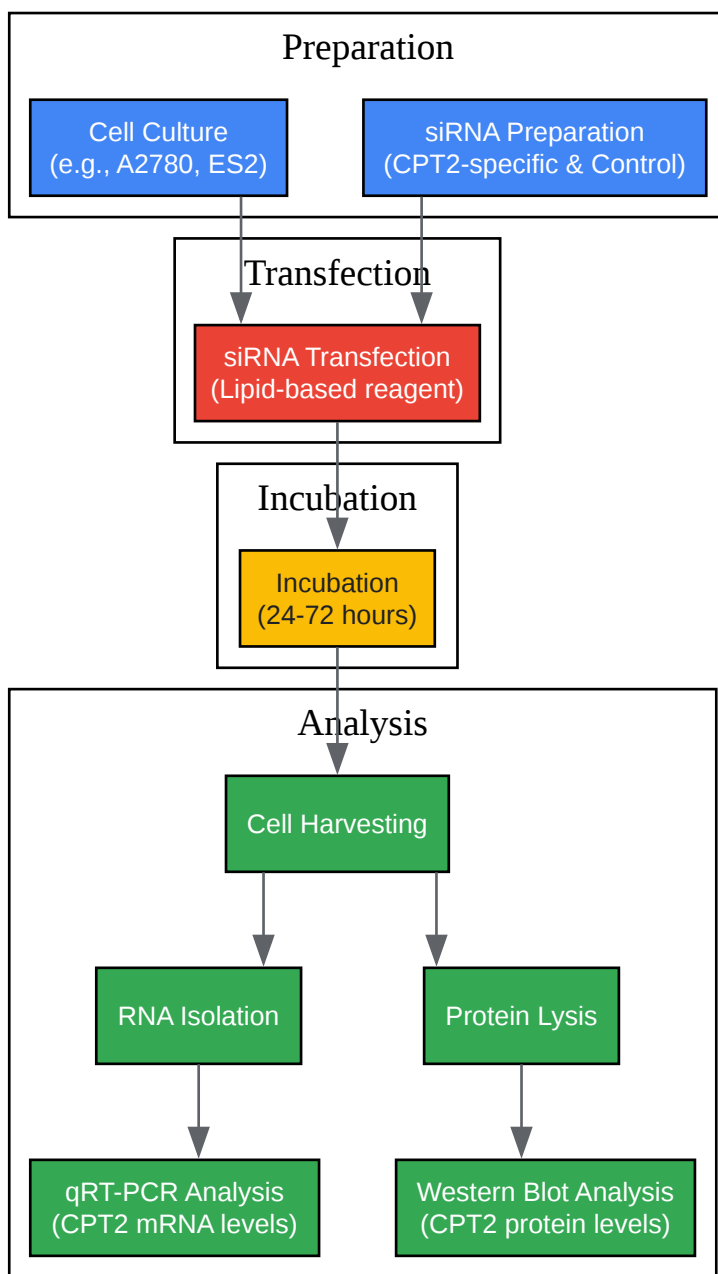 Preparation
Cell Culture
(e.g., A2780, ES2)
siRNA Preparation
(CPT2-specific & Control)
Transfection
siRNA Transfection
(Lipid-based reagent)
Incubation
Incubation
(24-72 hours)
Analysis
Cell Harvesting
RNA Isolation
Protein Lysis
qRT-PCR Analysis
(CPT2 mRNA levels)
Western Blot Analysis
(CPT2 protein levels)